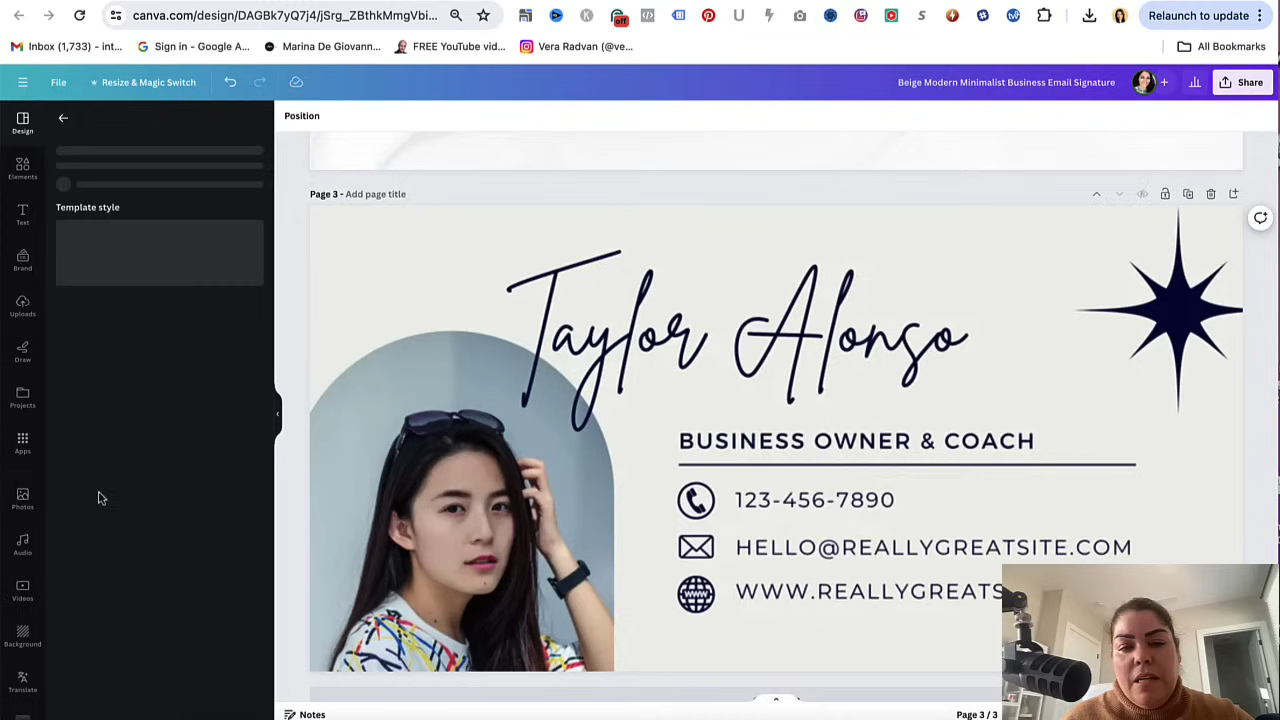 canva.com/design/DAGBk7yQ7j4/jSrg_ZBthkMmgVbi...
off
Relaunch to update
Inbox (1,733) - int...
Sign in - Google A...
Marina De Giovann...
FREE YouTube vid...
Vera Radvan (@ve...
All Bookmarks
File
Resize & Magic Switch
Beige Modern Minimalist Business Email Signature
Share
Design
Position
Elements
Page 3 - Add page title
Template style
Text
Brand
Uploads
Draw
Projects
Apps
Photos
Audio
Videos
Background
Translate
Taylor Alonso
BUSINESS OWNER & COACH
123-456-7890
HELLO@REALLYGREATSITE.COM
WWW
WWW.REALLYGREATS
Notes
Page 3 / 3